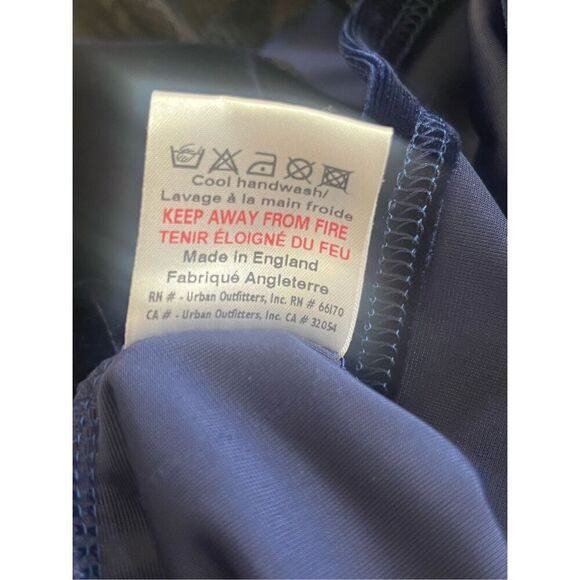 Cool handwash/
Lavage à la main froide
KEEP AWAY FROM FIRE
TENIR ÉLOIGNÉ DU FEU
Made in England
Fabriqué Angleterre
RN # - Urban Outfitters, Inc. RN # 66170
CA # - Urban Outfitters, Inc. CA # 32054